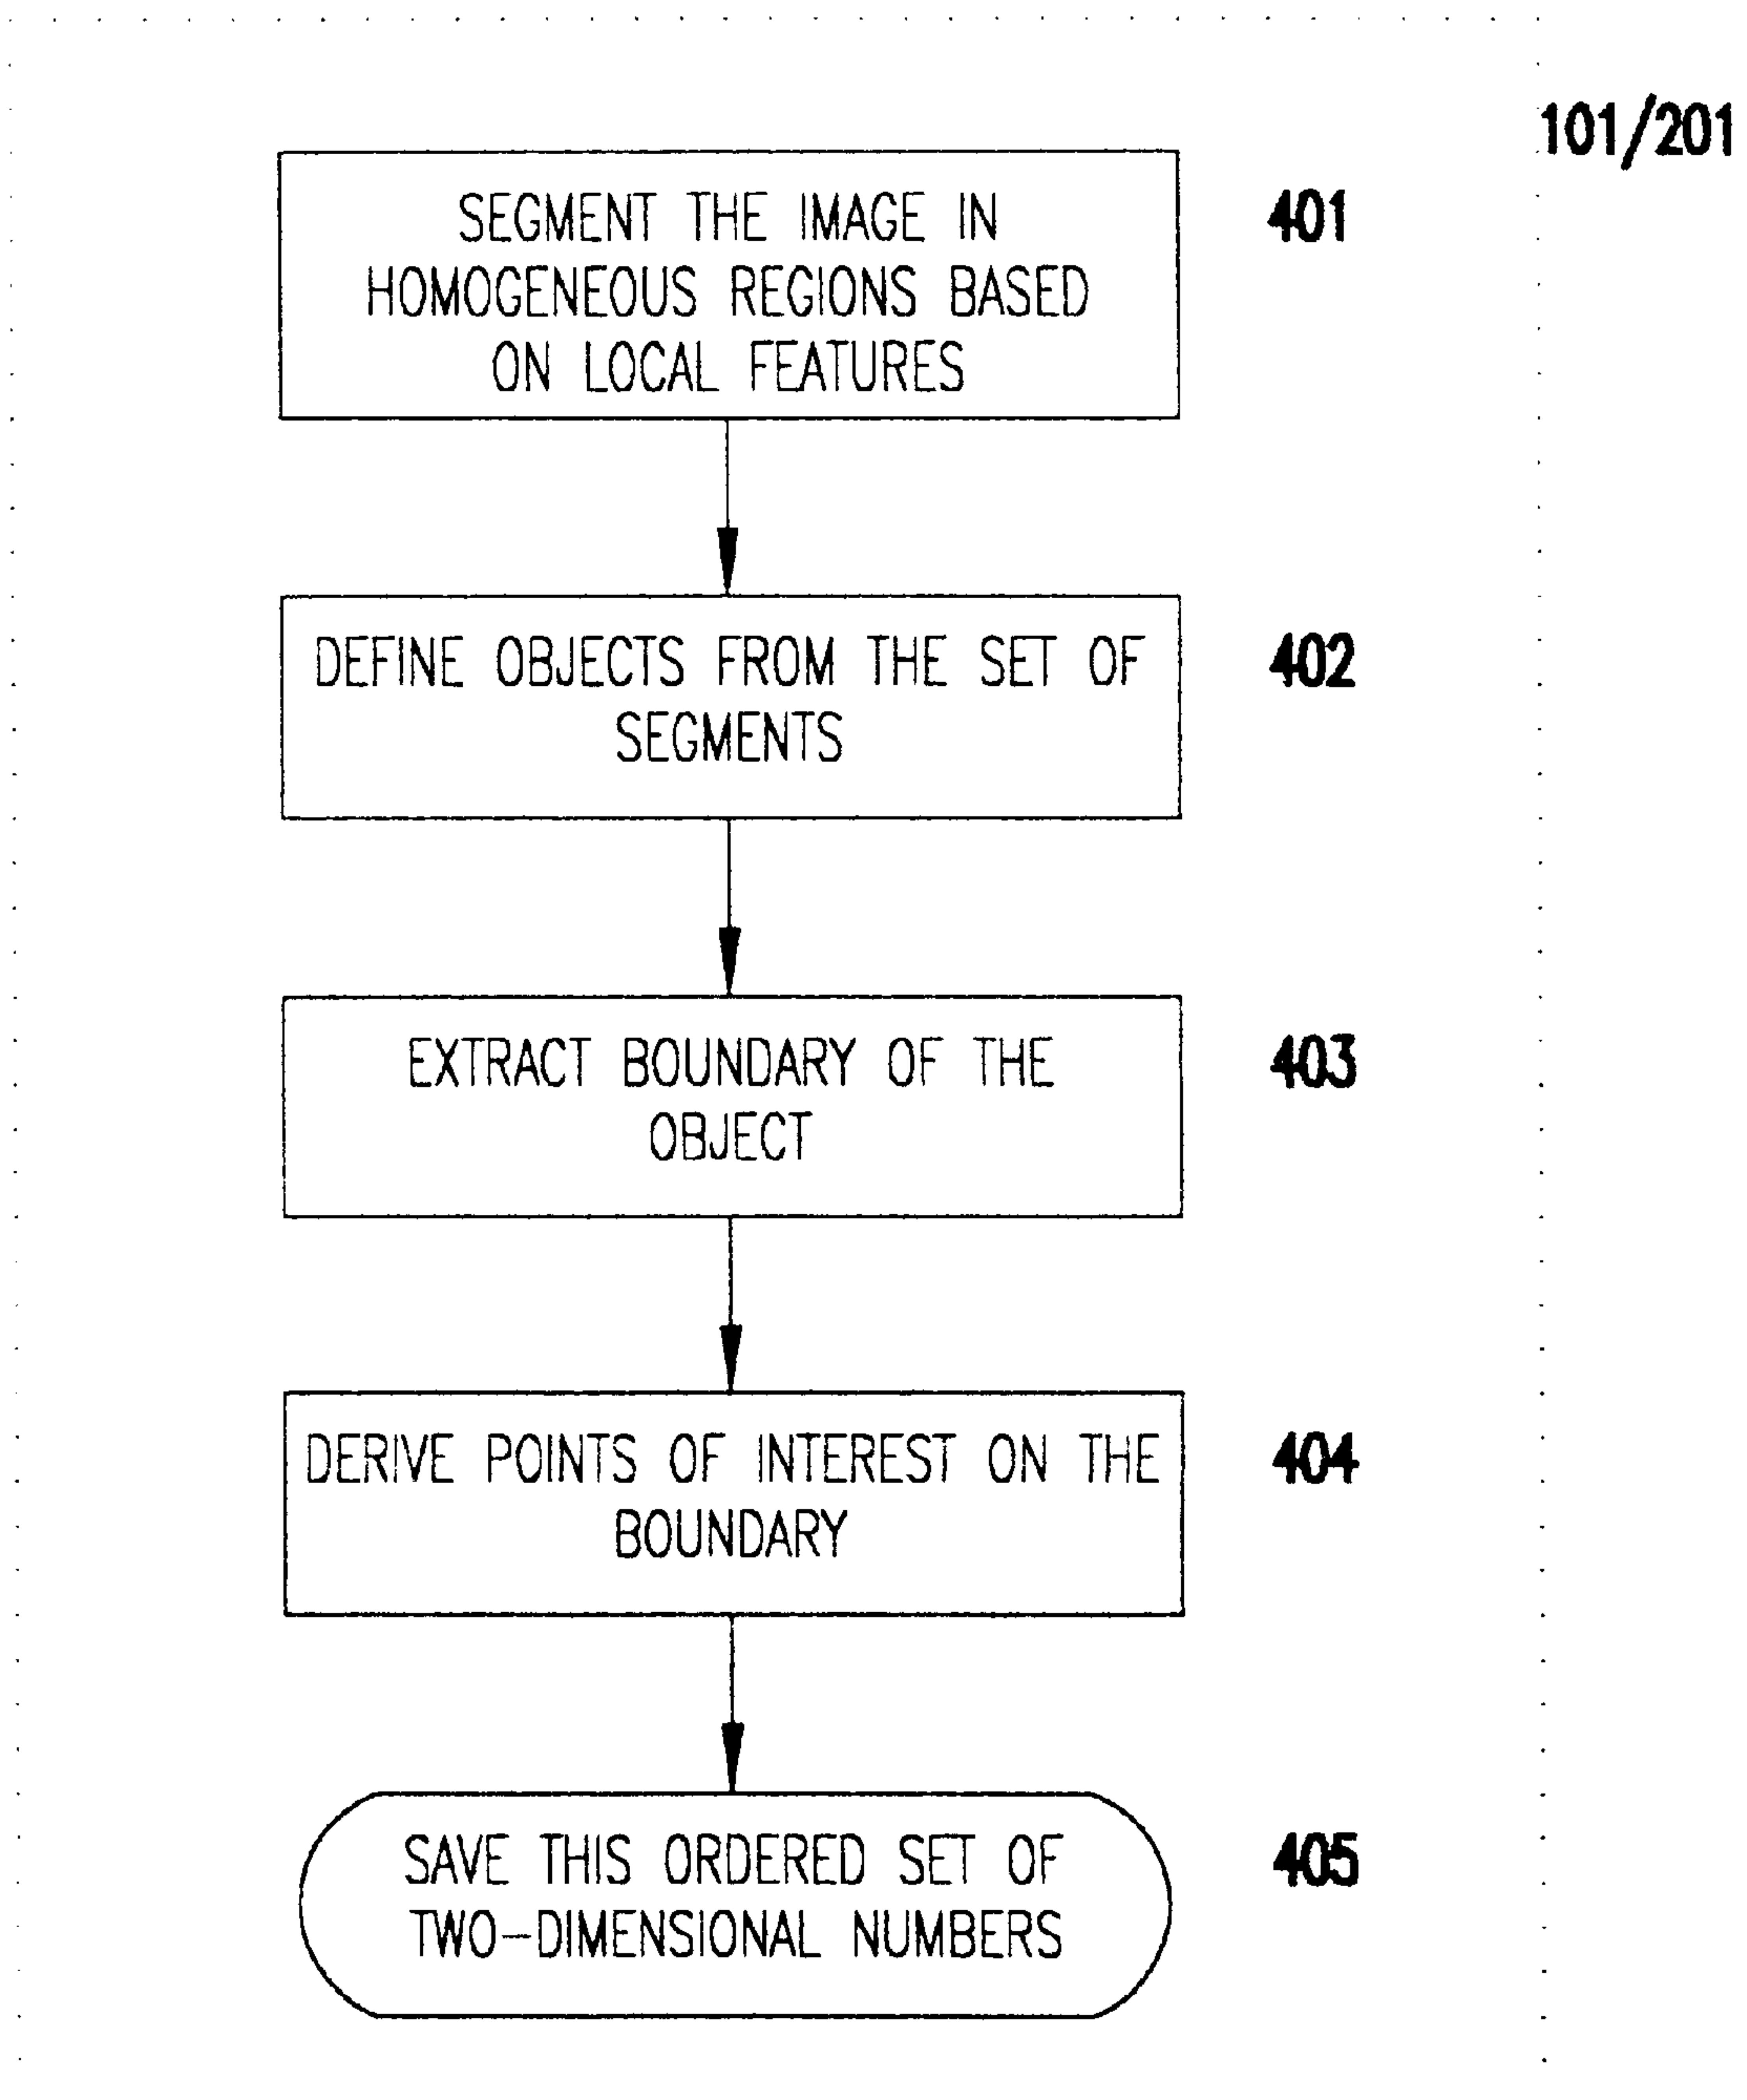 101/201
SEGMENT THE IMAGE IN
HOMOGENEOUS REGIONS BASED
ON LOCAL FEATURES
401
DEFINE OBJECTS FROM THE SET OF
SEGMENTS
402
EXTRACT BOUNDARY OF THE
OBJECT
403
DERIVE POINTS OF INTEREST ON THE
BOUNDARY
404
SAVE THIS ORDERED SET OF
TWO-DIMENSIONAL NUMBERS
405